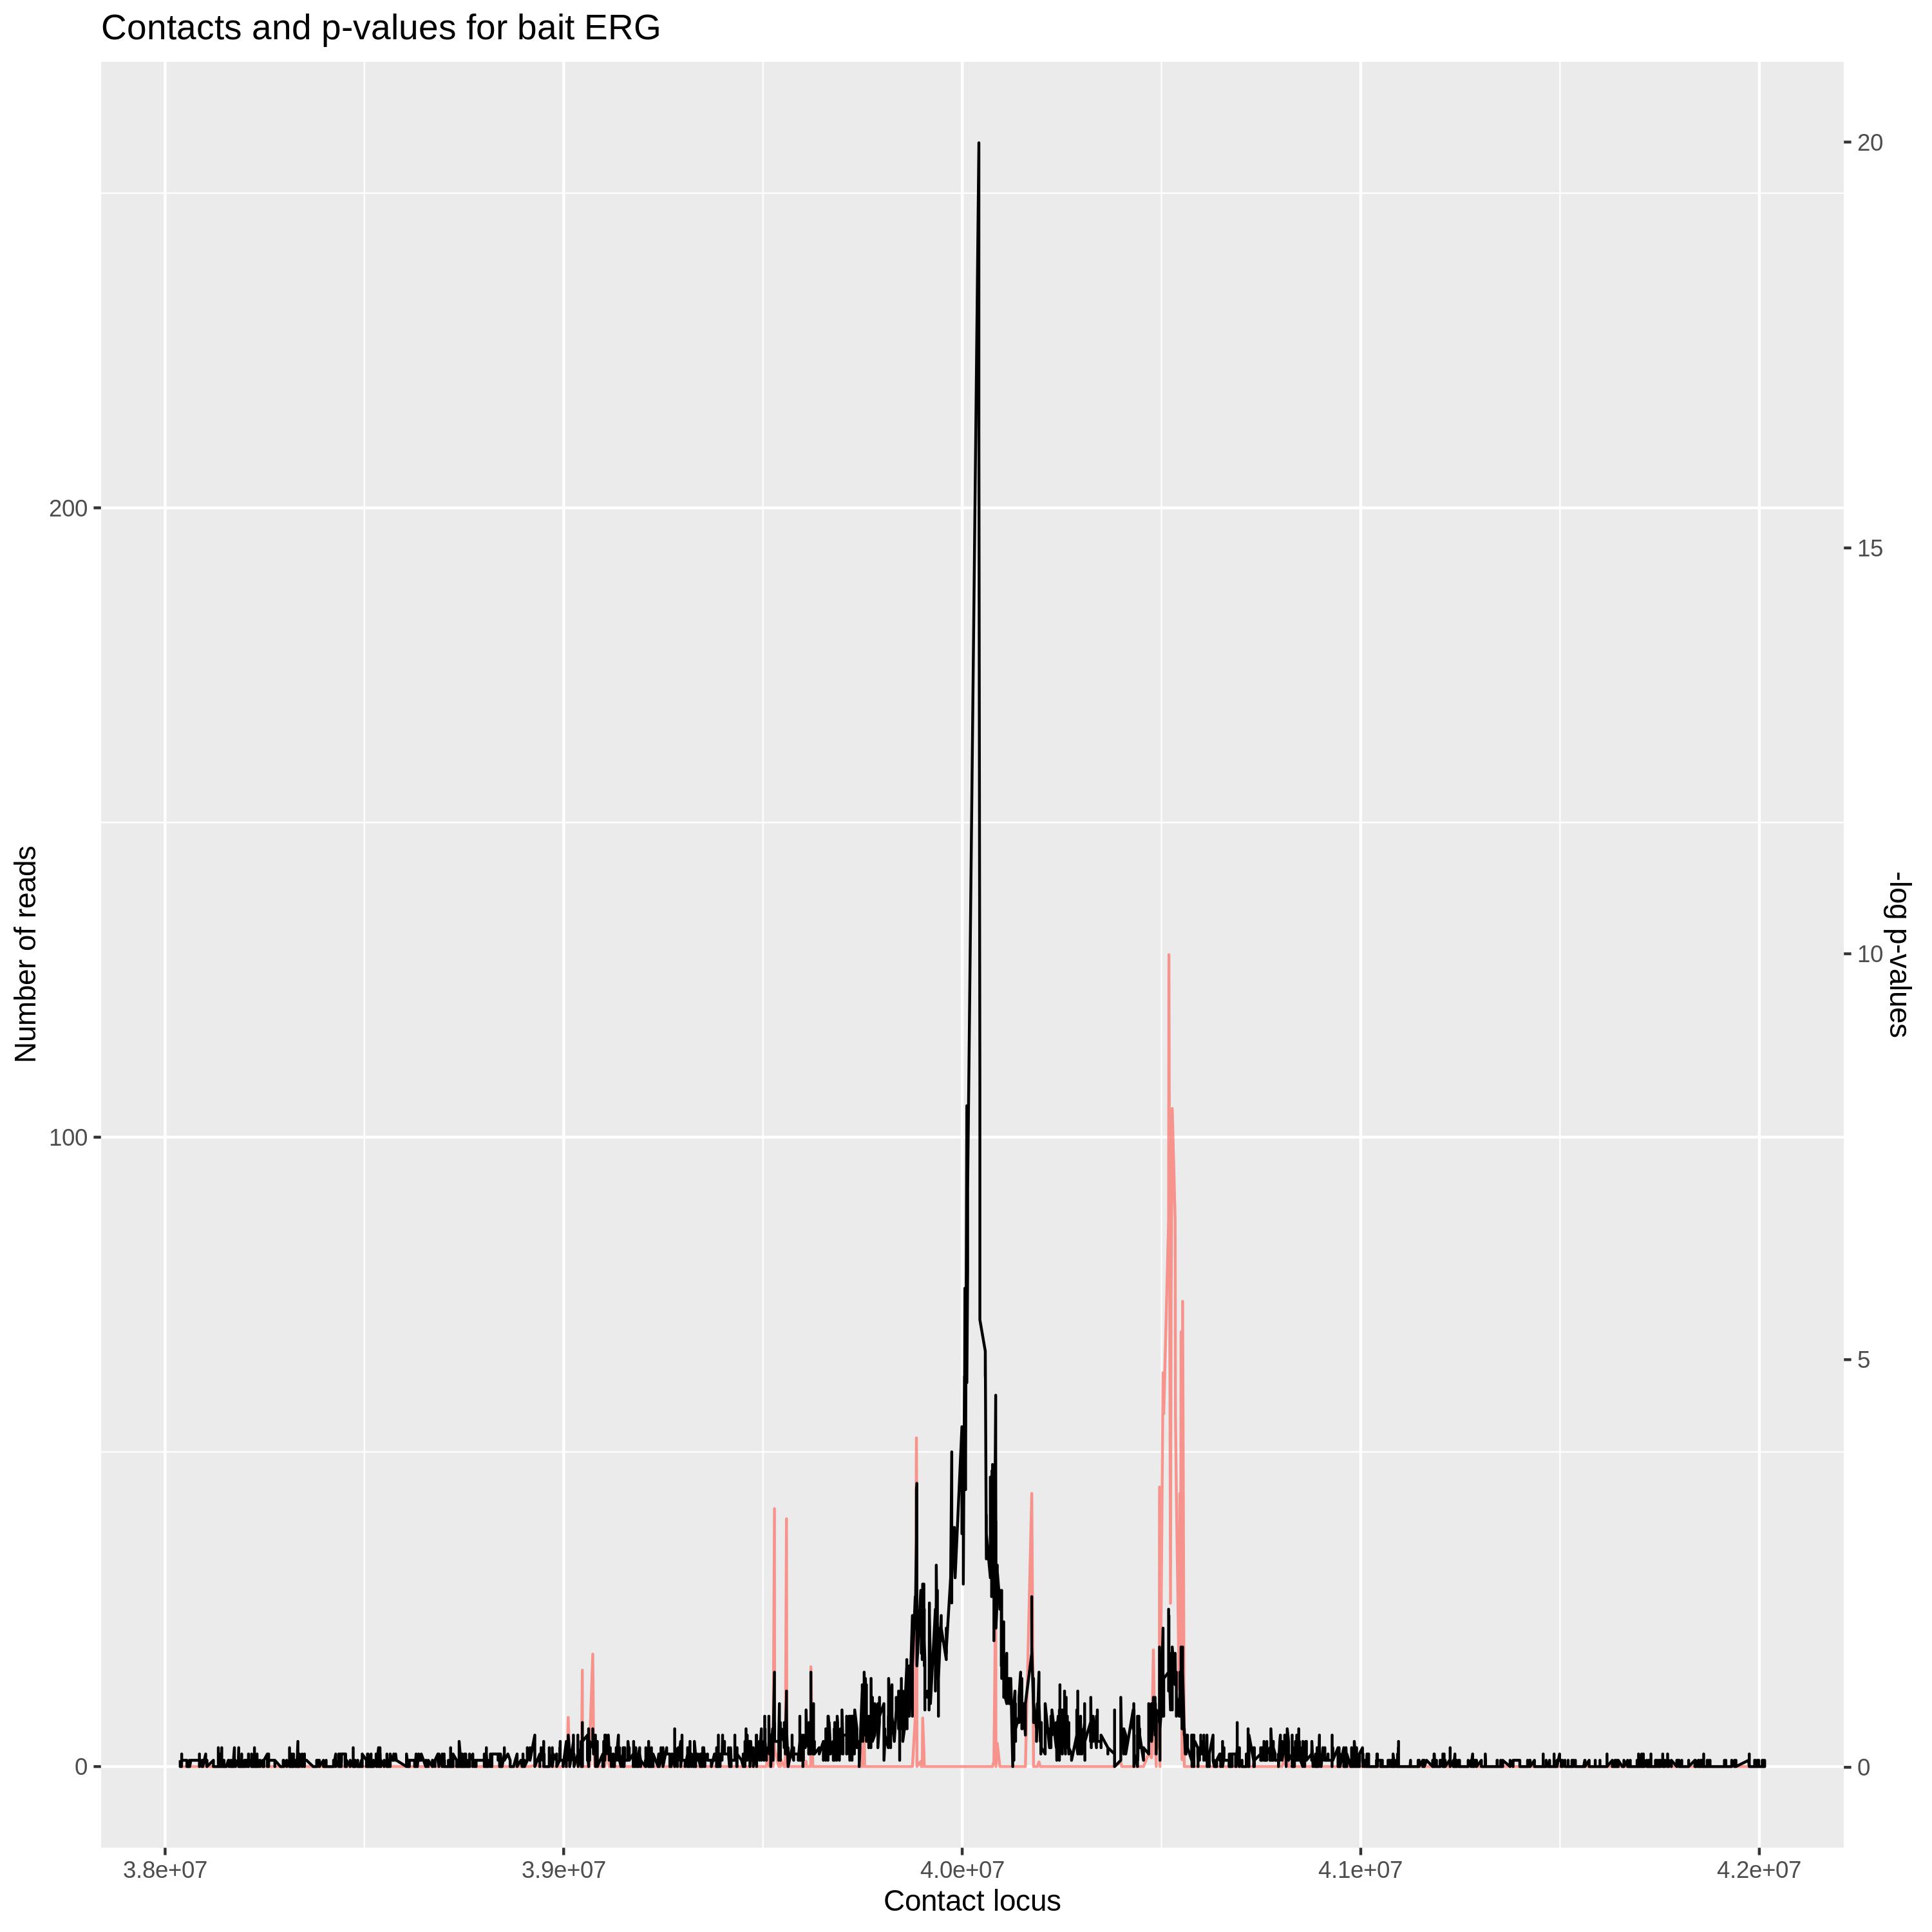 Contacts and p-values for bait ERG
20
200
15
Number of reads
-log p-values
10
100
5
0
0
3.8e+07
3.9e+07
4.0e+07
4.1e+07
4.2e+07
Contact locus